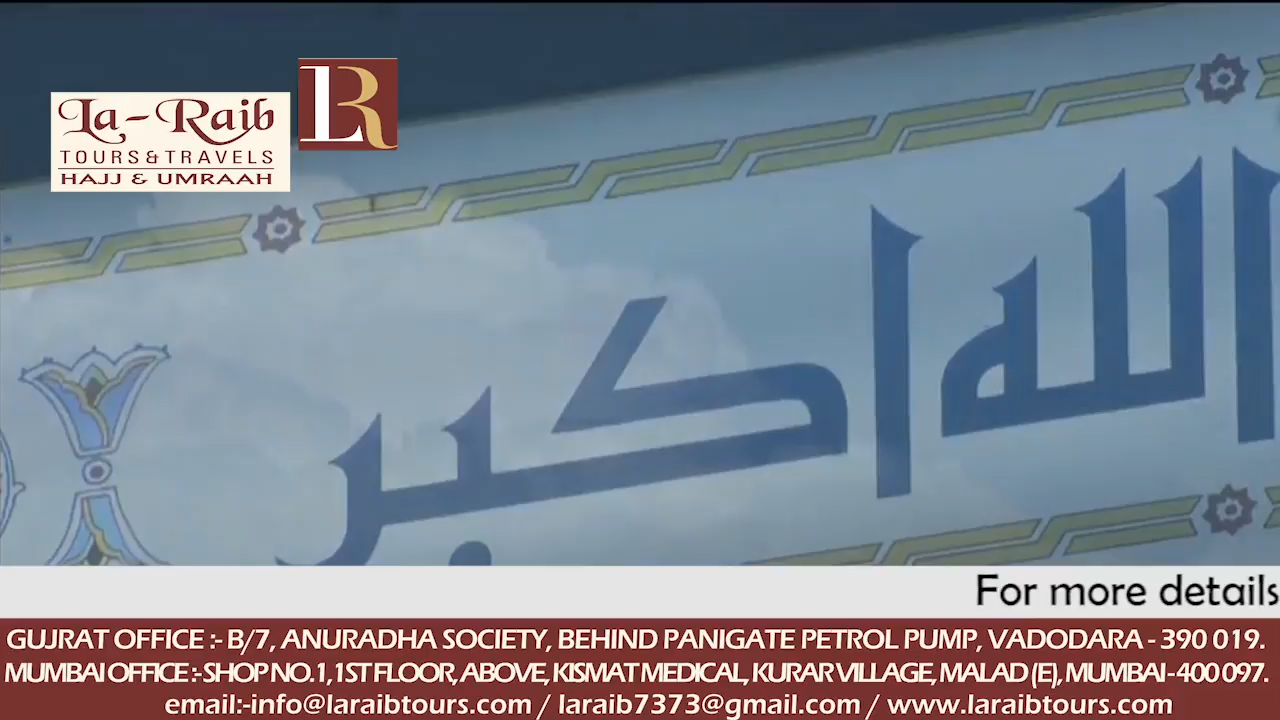 La-Raib
TOURS & TRAVELS
HAJJ & UMRAAH
LR
الله اكبر
For more details
GUJRAT OFFICE :- B/7, ANURADHA SOCIETY, BEHIND PANIGATE PETROL PUMP, VADODARA - 390 019.
MUMBAI OFFICE :- SHOP NO. 1, 1ST FLOOR, ABOVE, KISMAT MEDICAL, KURAR VILLAGE, MALAD (E), MUMBAI - 400 097.
email:-info@laraibtours.com / laraib7373@gmail.com / www.laraibtours.com